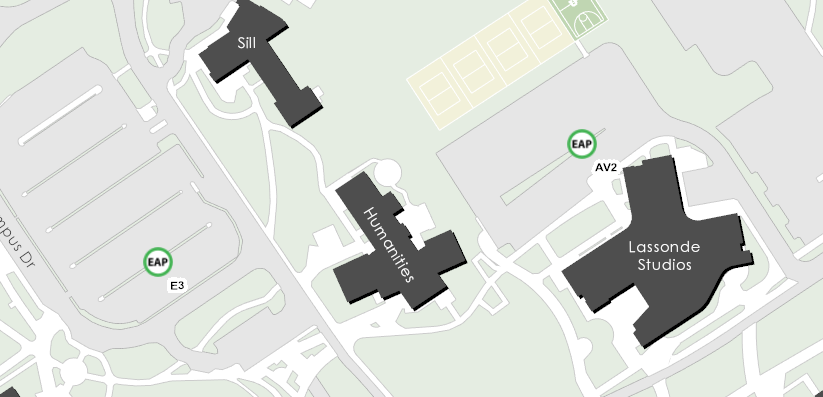 Sill
EAP
AV2
Humanities
Lassonde
Studios
mpus Dr
EAP
E3